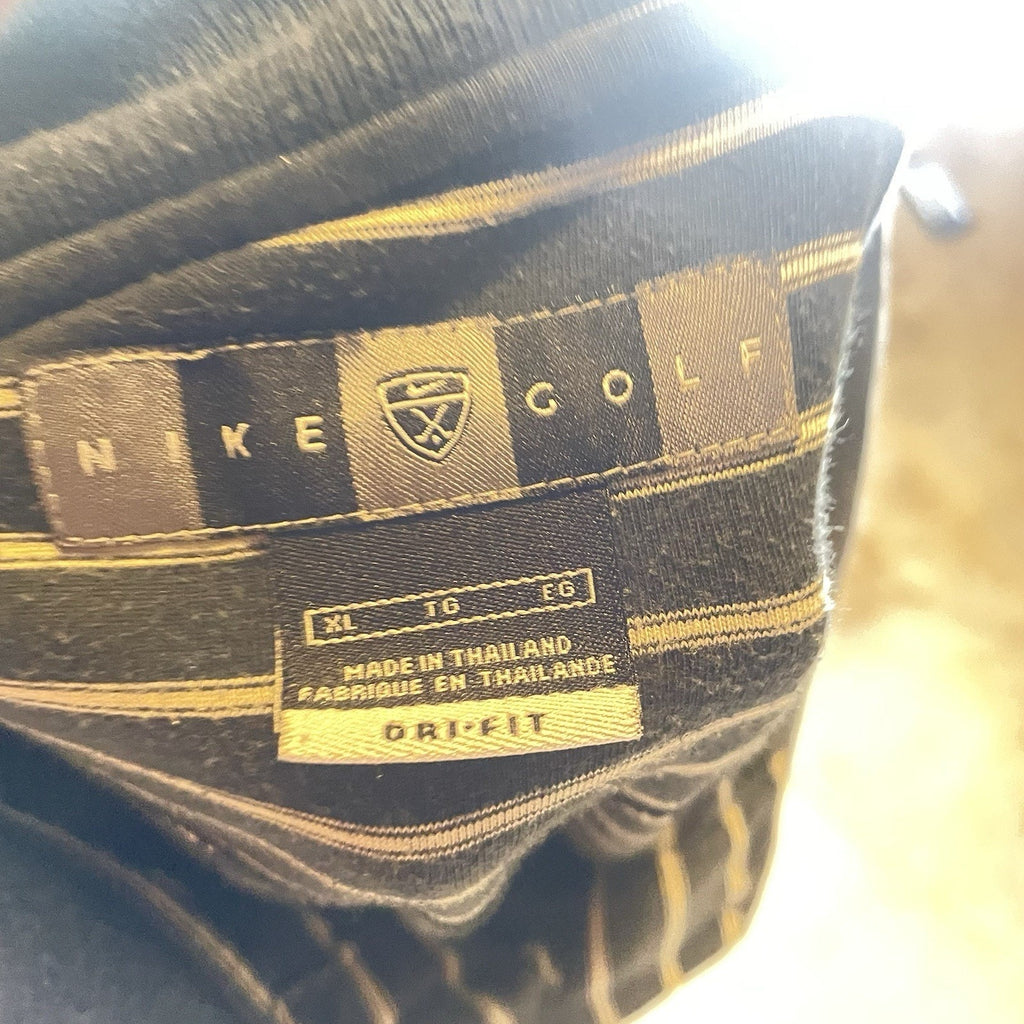 NIKE GOLF
XL TG EG
MADE IN THAILAND
FABRIQUE EN THAILANDE
DRI-FIT